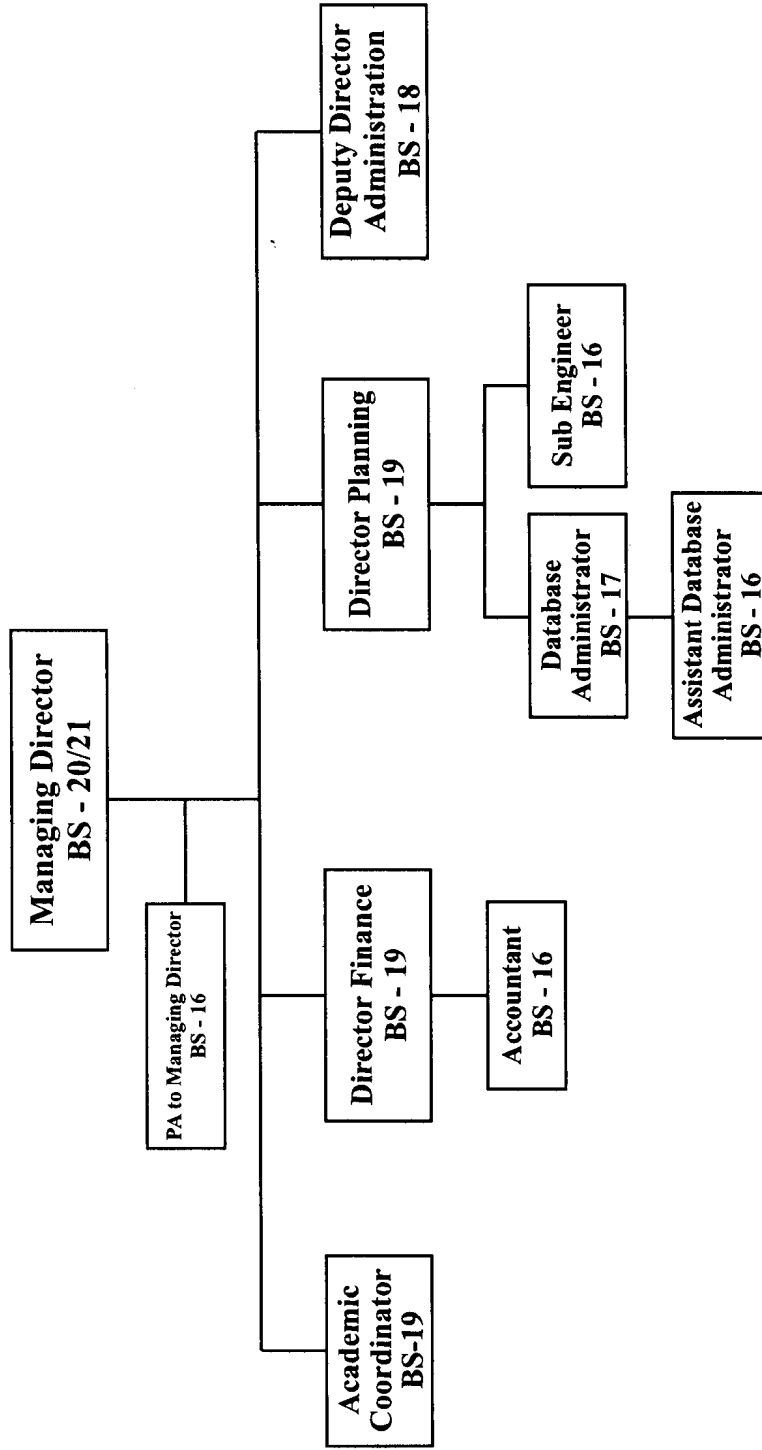 Managing Director
BS - 20/21
PA to Managing Director
BS - 16
Academic
Coordinator
BS-19
Director Finance
BS - 19
Director Planning
BS - 19
Deputy Director
Administration
BS - 18
Accountant
BS - 16
Database
Administrator
BS - 17
Sub Engineer
BS - 16
Assistant Database
Administrator
BS - 16